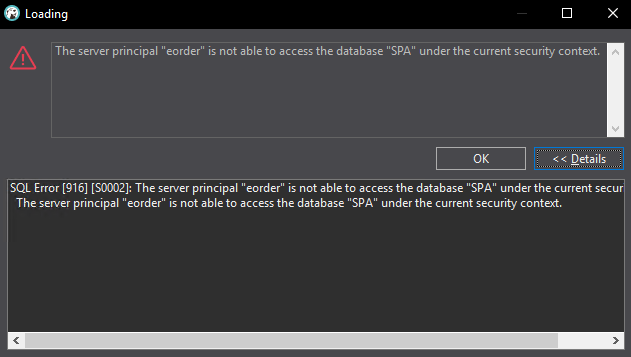 Loading
The server principal "eorder" is not able to access the database "SPA" under the current security context.
OK
<< Details
SQL Error [916] [S0002]: The server principal "eorder" is not able to access the database "SPA" under the current secur
The server principal "eorder" is not able to access the database "SPA" under the current security context.